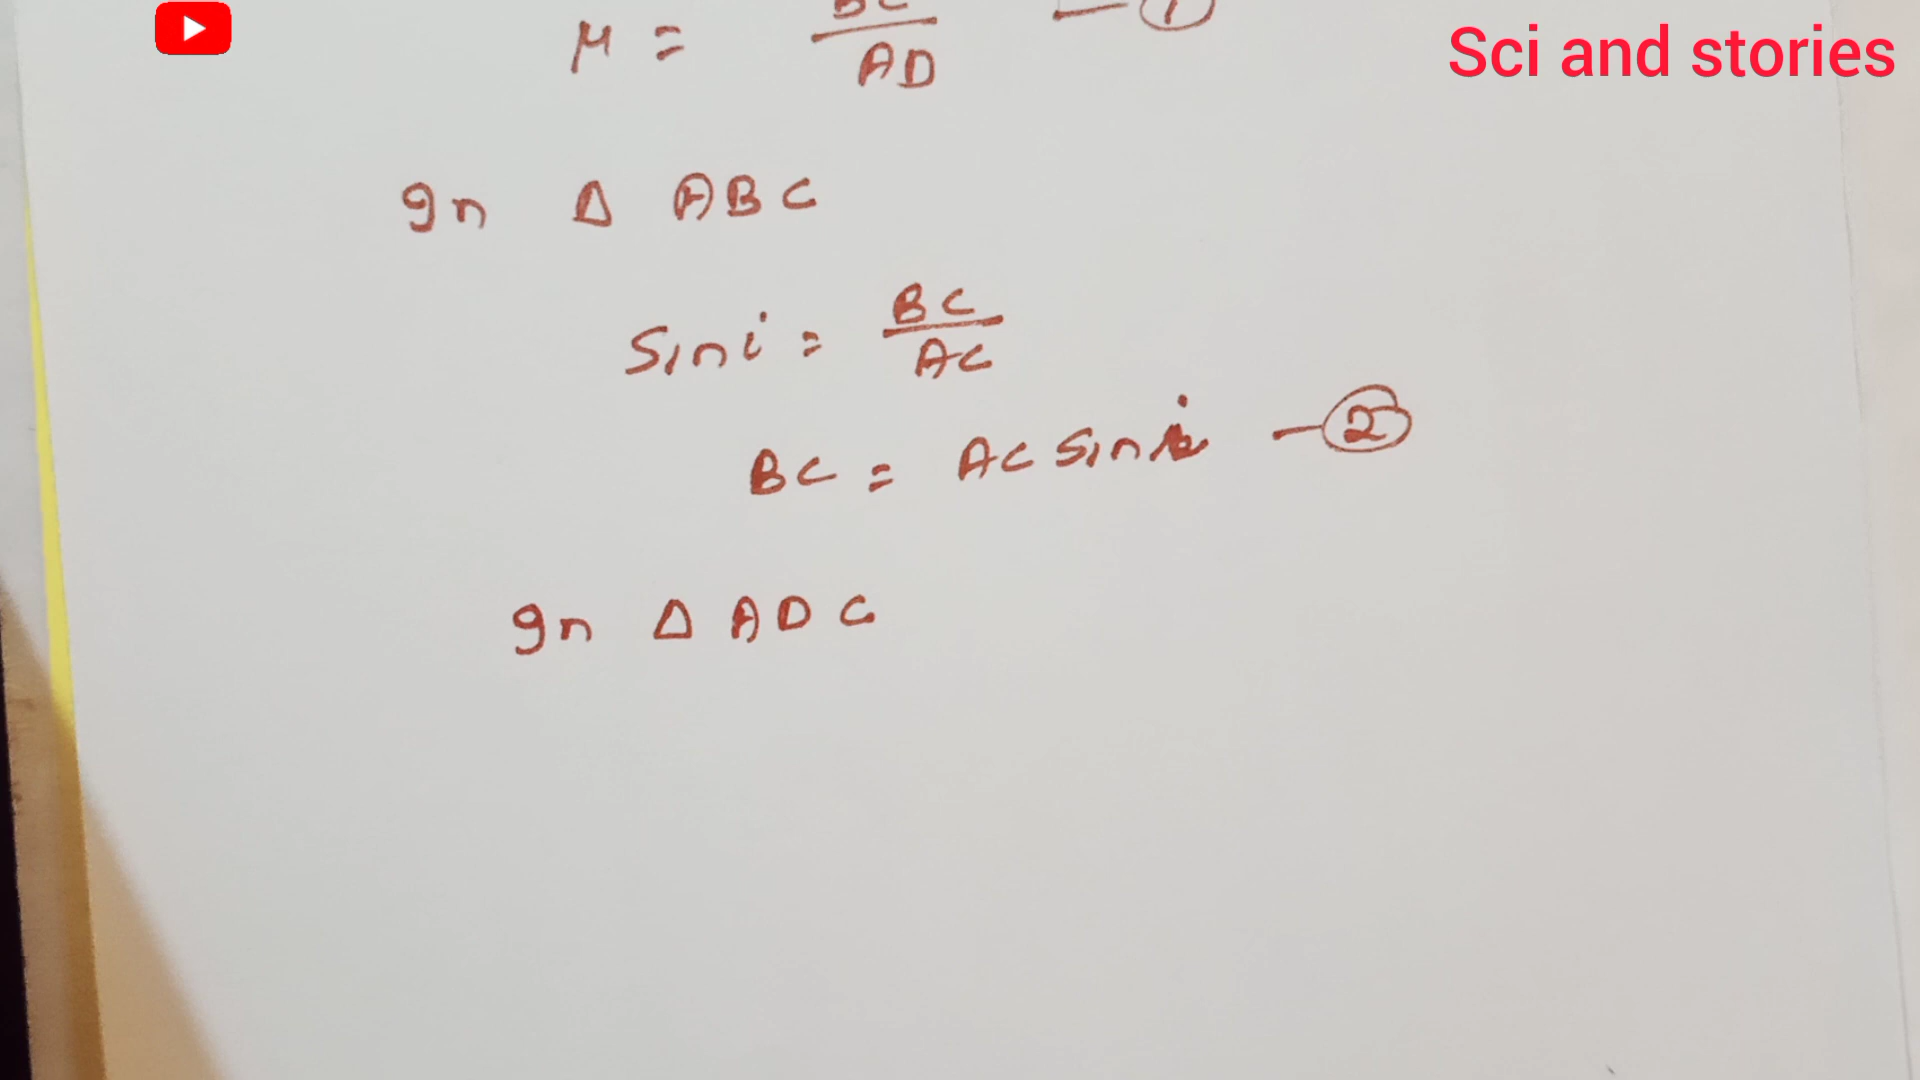 Sci and stories
μ = BC/AD - 1
In Δ ABC
Sin i = BC/AC
BC = AC Sin i - 2
In Δ ADC